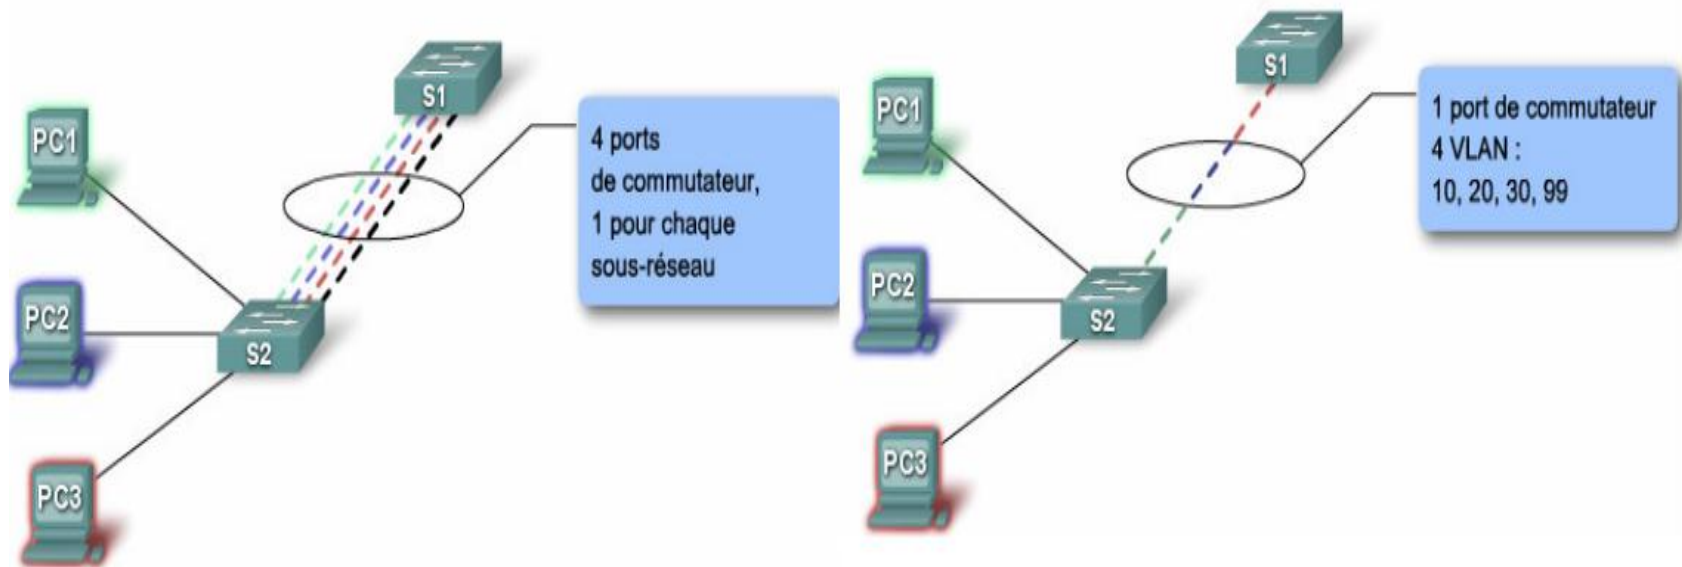 S1
PC1
4 ports
de commutateur,
1 pour chaque
sous-réseau
PC2
S2
PC3
S1
PC1
1 port de commutateur
4 VLAN :
10, 20, 30, 99
PC2
S2
PC3